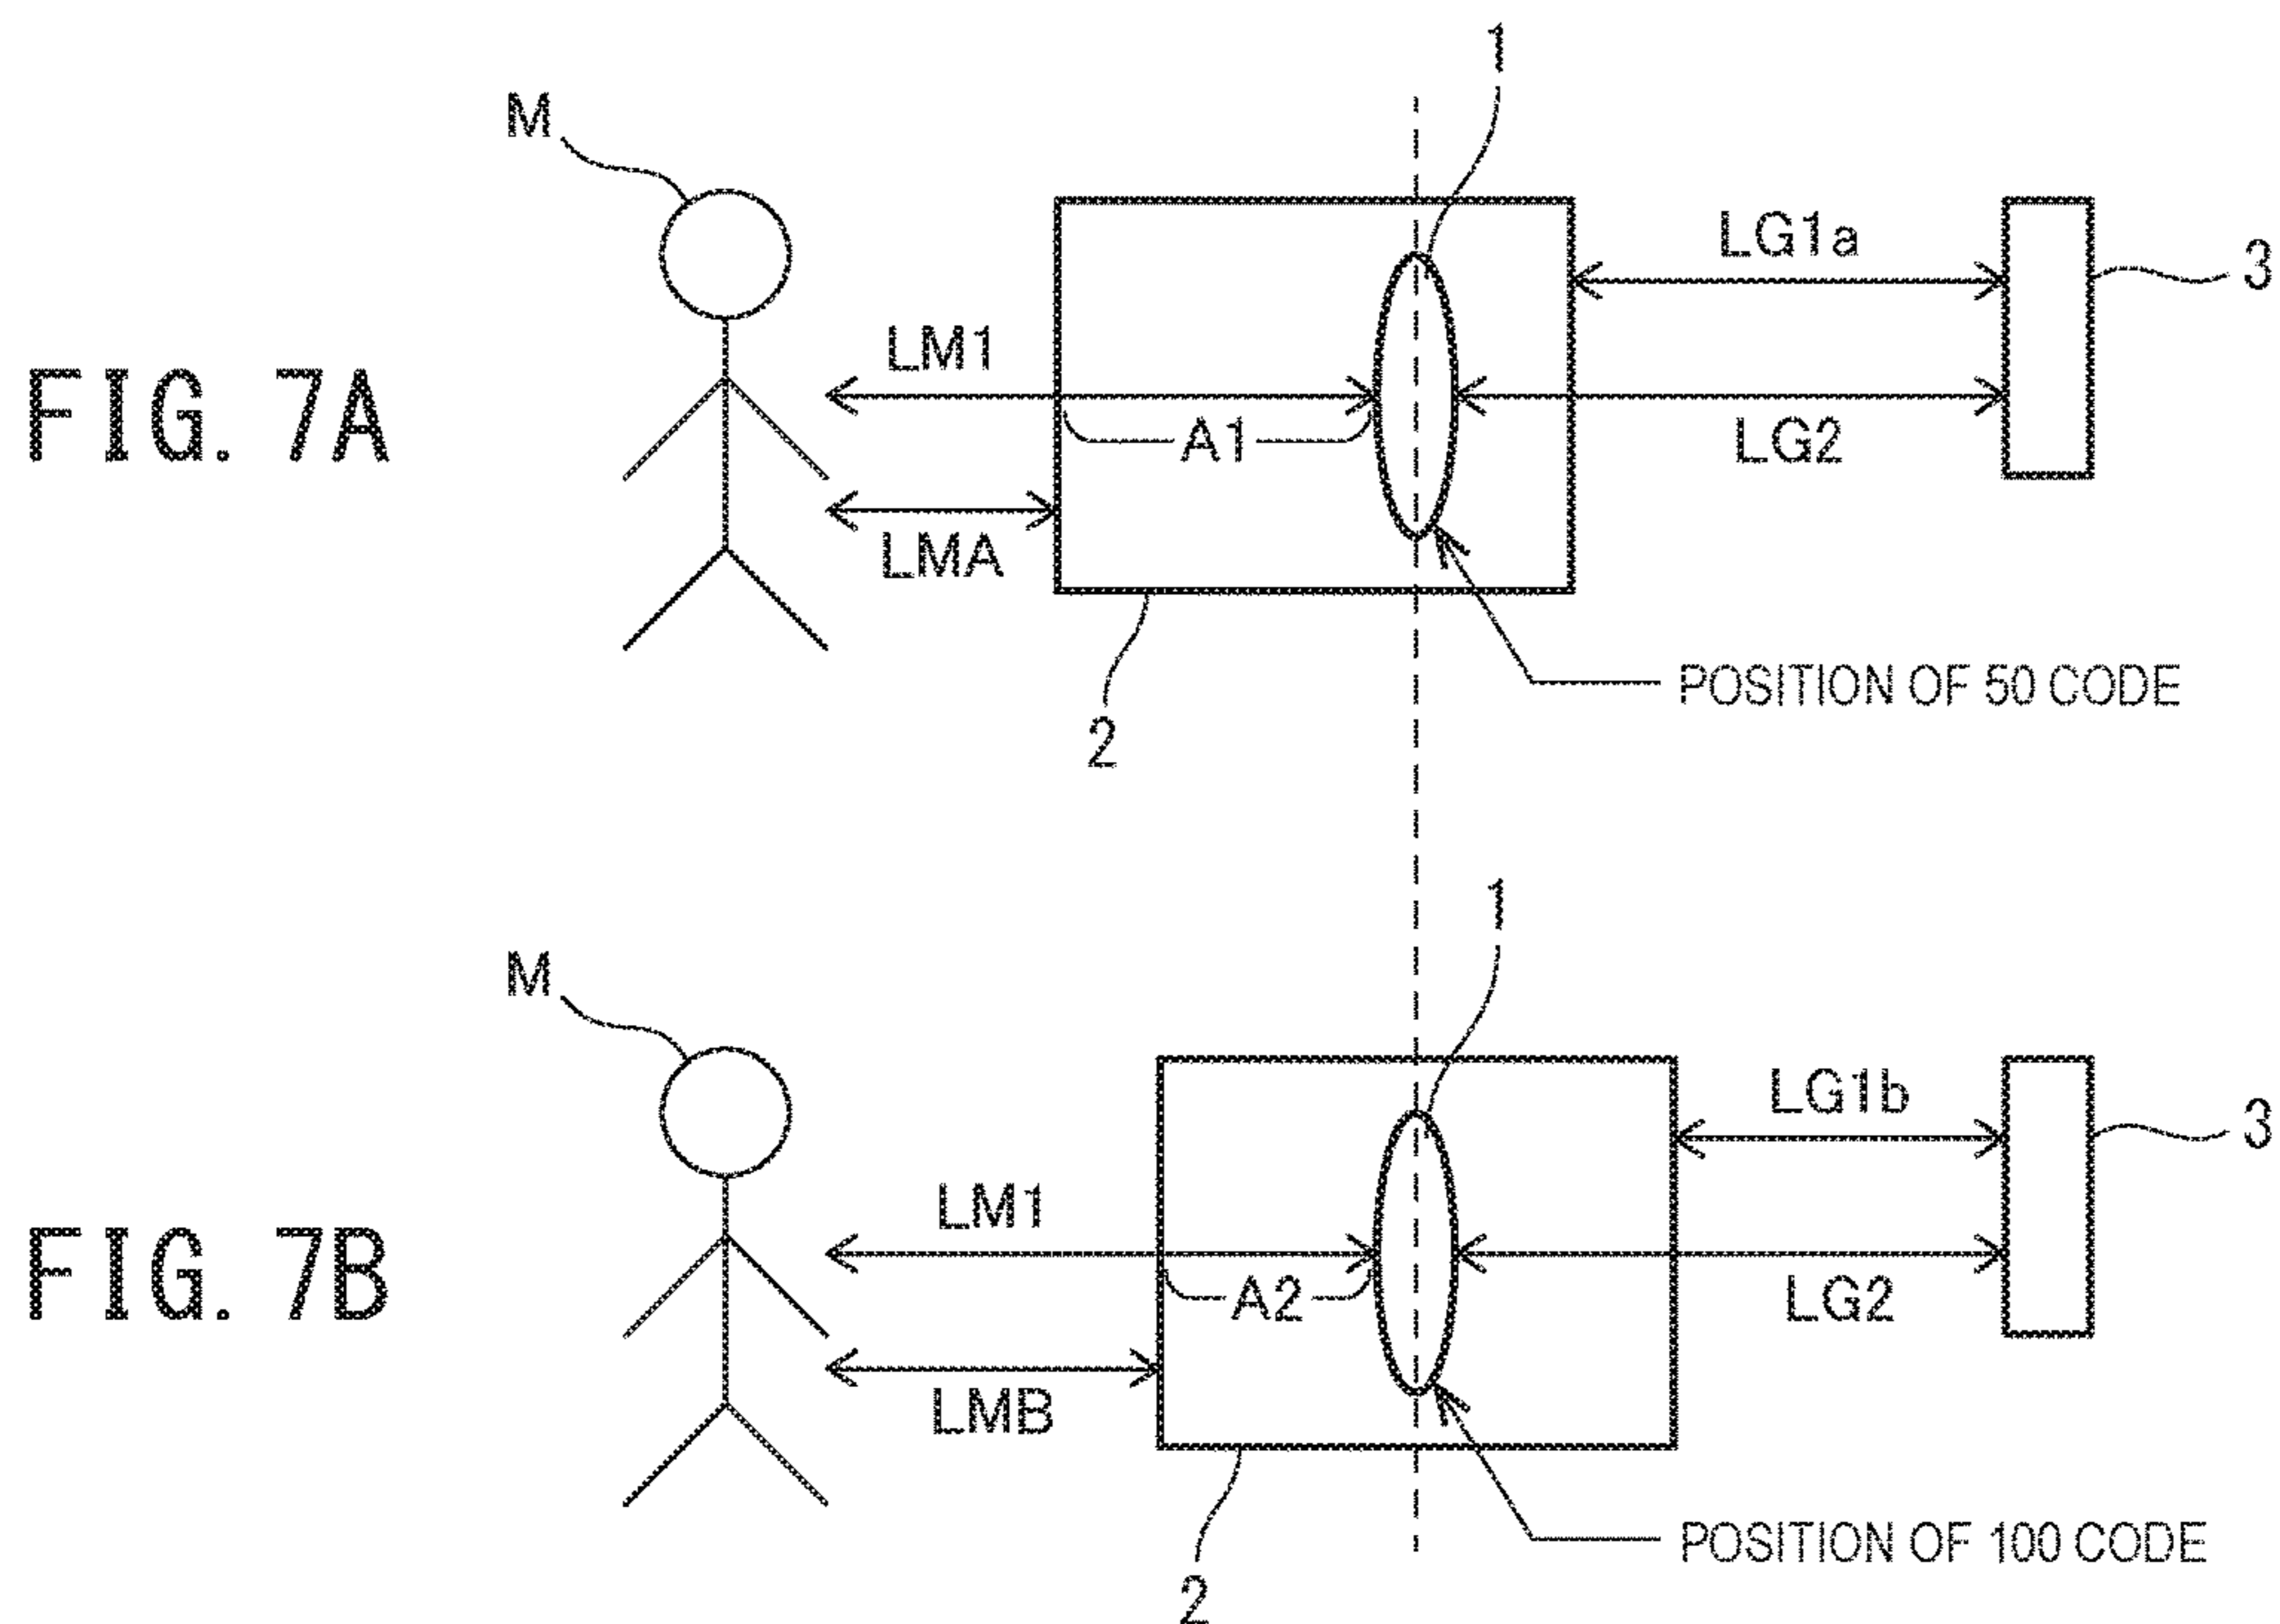 1
M
LG1a
3
LM1
FIG. 7A
A1
LG2
LMA
POSITION OF 50 CODE
2
1
M
LG1b
3
LM1
FIG. 7B
A2
LG2
LMB
POSITION OF 100 CODE
2